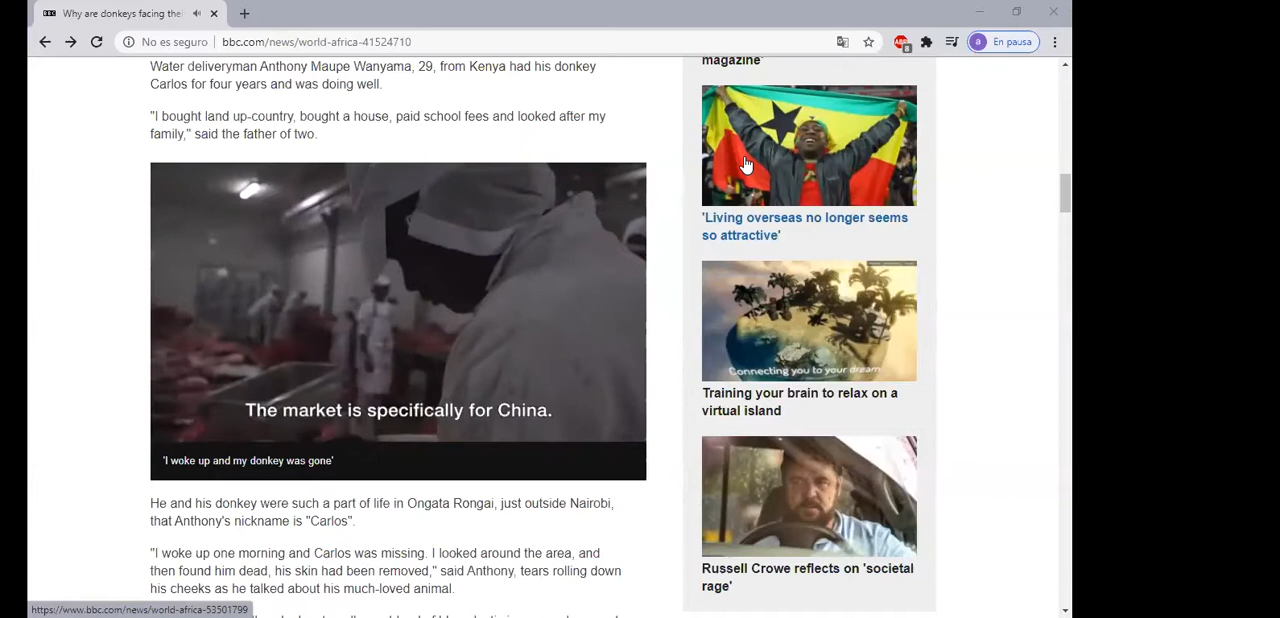 Why are donkeys facing the
No es seguro
bbc.com/news/world-africa-41524710
8
a
En pausa
Water deliveryman Anthony Maupe Wanyama, 29, from Kenya had his donkey
Carlos for four years and was doing well.
"I bought land up-country, bought a house, paid school fees and looked after my
family," said the father of two.
The market is specifically for China.
'I woke up and my donkey was gone'
He and his donkey were such a part of life in Ongata Rongai, just outside Nairobi,
that Anthony's nickname is "Carlos".
"I woke up one morning and Carlos was missing. I looked around the area, and
then found him dead, his skin had been removed," said Anthony, tears rolling down
his cheeks as he talked about his much-loved animal.
https://www.bbc.com/news/world-africa-53501799
magazine'
'Living overseas no longer seems
so attractive'
Connecting you to your dream
Training your brain to relax on a
virtual island
Russell Crowe reflects on 'societal
rage'